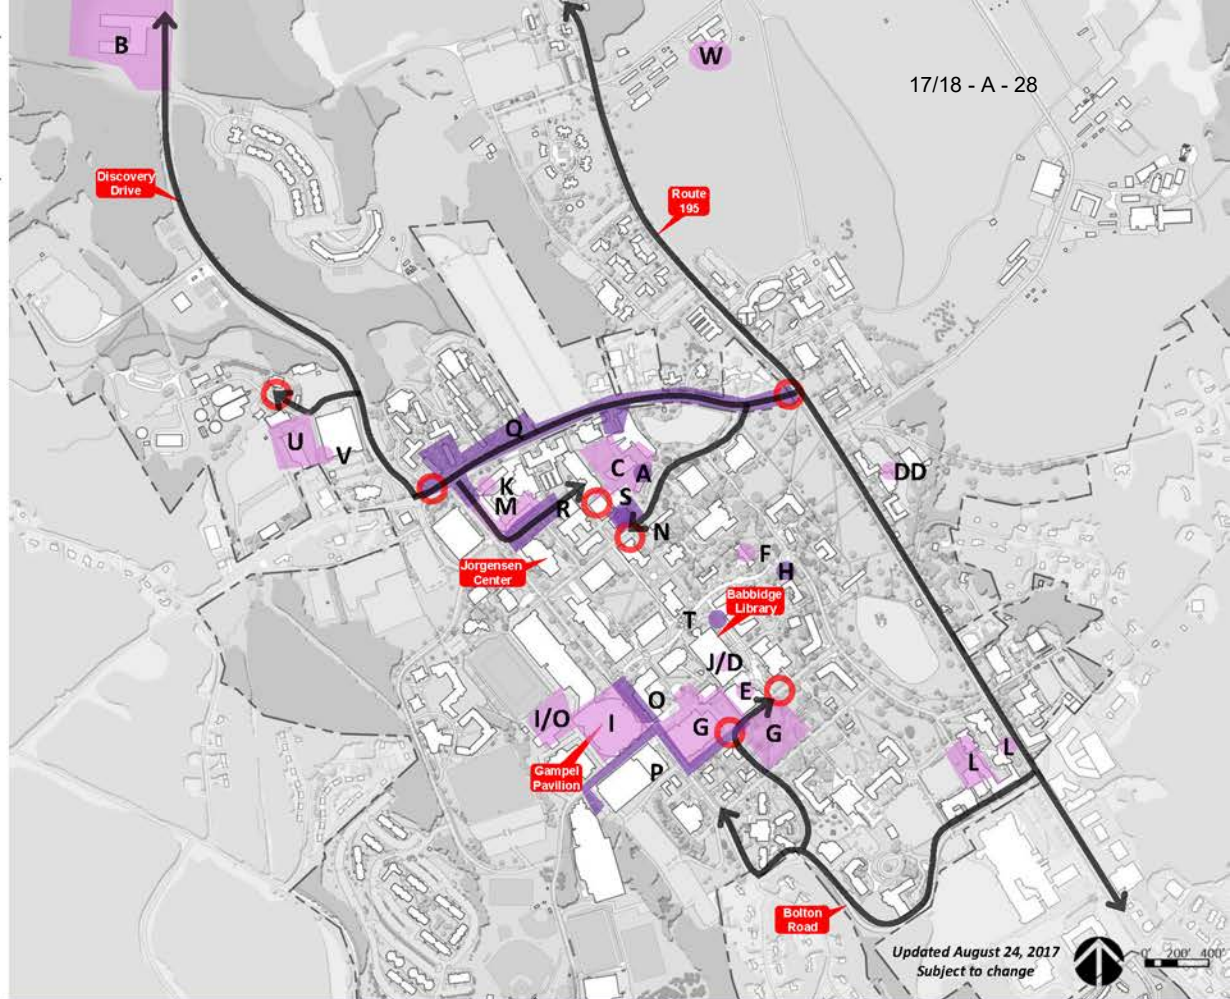 B
W
17/18 - A - 28
Discovery
Drive
Route
195
Q
U
V
C
A
K
M
S
R
N
DD
Jorgensen
Center
F
H
Babbidge
Library
T
J/D
E
I/O
I
O
G
G
L
L
P
Gampel
Pavilion
Bolton
Road
Updated August 24, 2017
Subject to change
0' 200' 400'